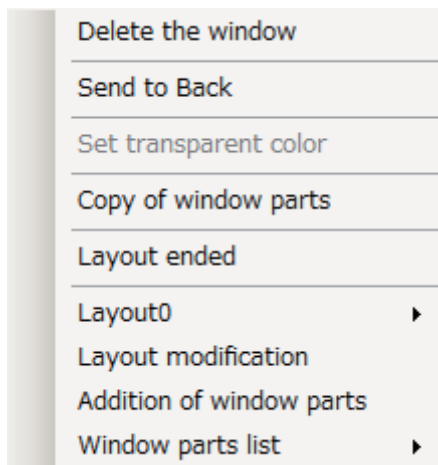 Delete the window
Send to Back
Set transparent color
Copy of window parts
Layout ended
Layout0
Layout modification
Addition of window parts
Window parts list